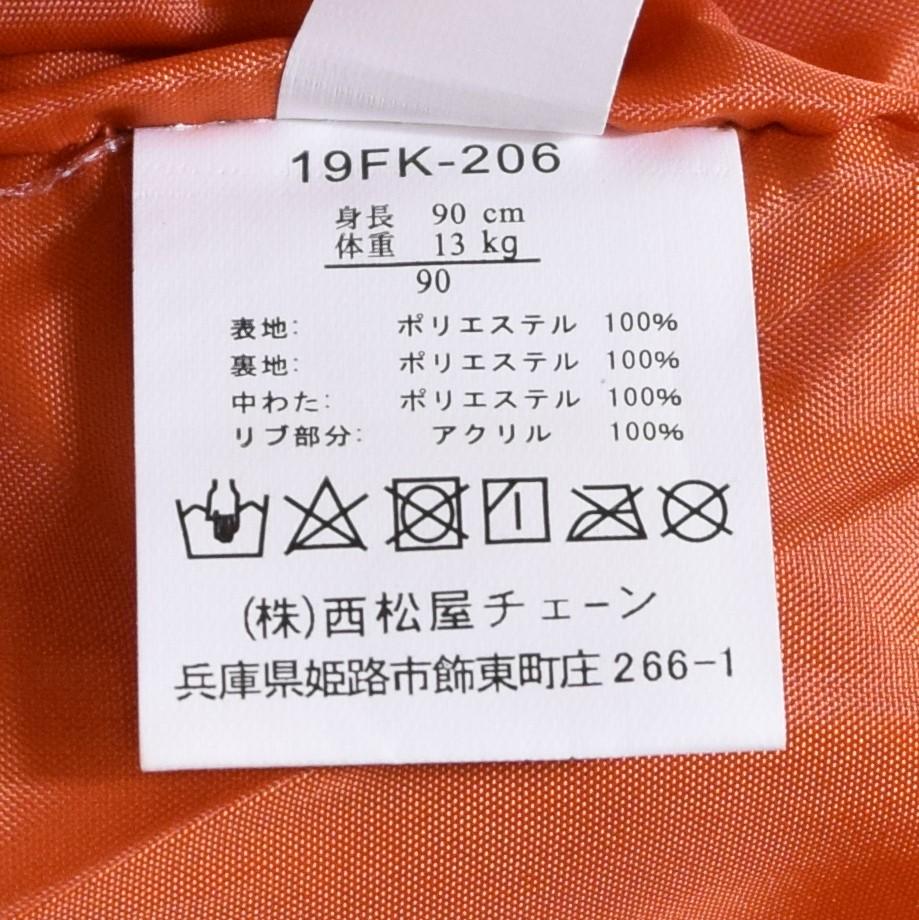 19FK-206
身長 90 cm
体重 13 kg
90
表地: ポリエステル 100%
裏地: ポリエステル 100%
中わた: ポリエステル 100%
リブ部分: アクリル 100%
(株)西松屋チェーン
兵庫県姫路市飾東町庄266-1